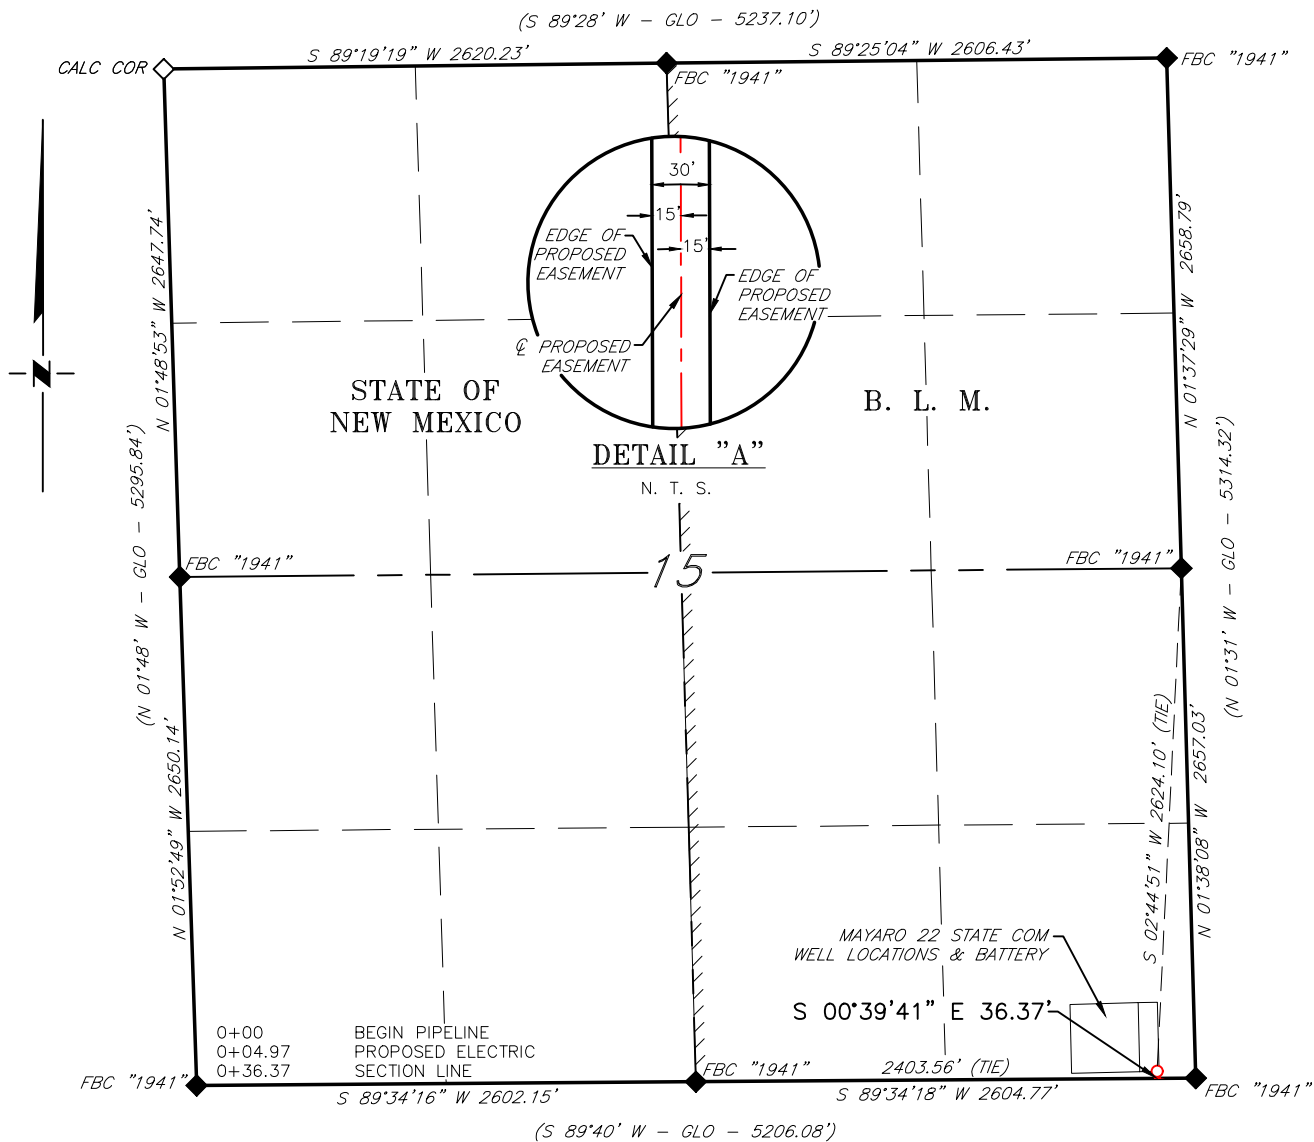 (S 89°28' W - GLO - 5237.10')
S 89°19'19" W 2620.23'
S 89°25'04" W 2606.43'
CALC COR
FBC "1941"
FBC "1941"
30'
15'
15'
EDGE OF
PROPOSED
EASEMENT
EDGE OF
PROPOSED
EASEMENT
℄ PROPOSED
EASEMENT
N 01°48'53" W 2647.74'
N 01°37'29" W 2658.79'
N
STATE OF
NEW MEXICO
B. L. M.
DETAIL "A"
N. T. S.
(N 01°48' W - GLO - 5295.84')
(N 01°31' W - GLO - 5314.32')
FBC "1941"
15
FBC "1941"
N 01°52'49" W 2650.14'
S 02°44'51" W 2624.10' (TIE)
N 01°38'08" W 2657.03'
MAYARO 22 STATE COM
WELL LOCATIONS & BATTERY
S 00°39'41" E 36.37'
0+00 BEGIN PIPELINE
0+04.97 PROPOSED ELECTRIC
0+36.37 SECTION LINE
FBC "1941"
FBC "1941"
2403.56' (TIE)
FBC "1941"
S 89°34'16" W 2602.15'
S 89°34'18" W 2604.77'
(S 89°40' W - GLO - 5206.08')